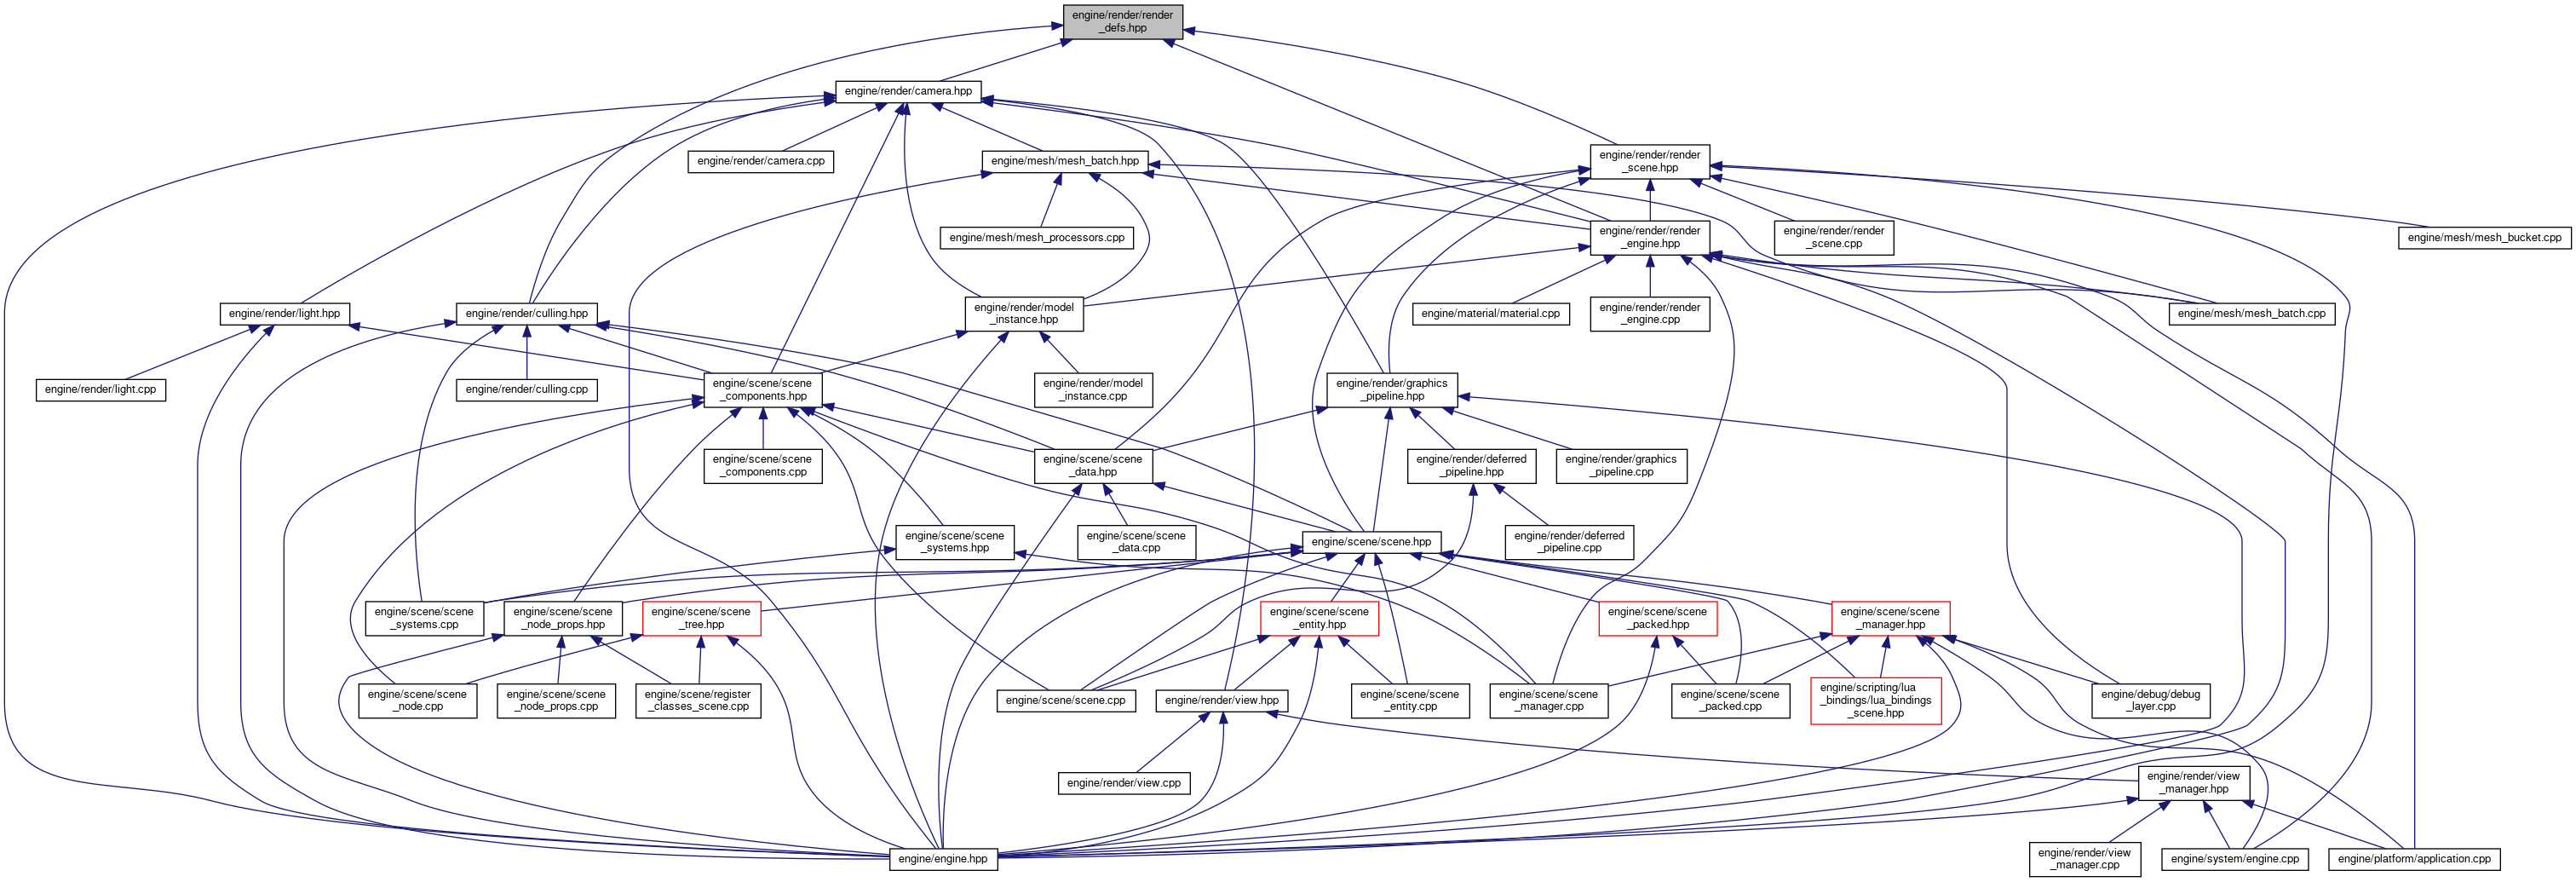 engine/render/render
_defs.hpp
engine/render/camera.hpp
engine/render/camera.cpp
engine/mesh/mesh_batch.hpp
engine/render/render
_scene.hpp
engine/mesh/mesh_processors.cpp
engine/render/render
_engine.hpp
engine/render/render
_scene.cpp
engine/mesh/mesh_bucket.cpp
engine/render/light.hpp
engine/render/culling.hpp
engine/render/model
_instance.hpp
engine/material/material.cpp
engine/render/render
_engine.cpp
engine/mesh/mesh_batch.cpp
engine/render/light.cpp
engine/render/culling.cpp
engine/scene/scene
_components.hpp
engine/render/model
_instance.cpp
engine/render/graphics
_pipeline.hpp
engine/scene/scene
_components.cpp
engine/scene/scene
_data.hpp
engine/render/deferred
_pipeline.hpp
engine/render/graphics
_pipeline.cpp
engine/scene/scene
_systems.hpp
engine/scene/scene
_data.cpp
engine/scene/scene.hpp
engine/render/deferred
_pipeline.cpp
engine/scene/scene
_systems.cpp
engine/scene/scene
_node_props.hpp
engine/scene/scene
_tree.hpp
engine/scene/scene
_entity.hpp
engine/scene/scene
_packed.hpp
engine/scene/scene
_manager.hpp
engine/scene/scene
_node.cpp
engine/scene/scene
_node_props.cpp
engine/scene/register
_classes_scene.cpp
engine/scene/scene.cpp
engine/render/view.hpp
engine/scene/scene
_entity.cpp
engine/scene/scene
_manager.cpp
engine/scene/scene
_packed.cpp
engine/scripting/lua
_bindings/lua_bindings
_scene.hpp
engine/debug/debug
_layer.cpp
engine/render/view.cpp
engine/render/view
_manager.hpp
engine/engine.hpp
engine/render/view
_manager.cpp
engine/system/engine.cpp
engine/platform/application.cpp